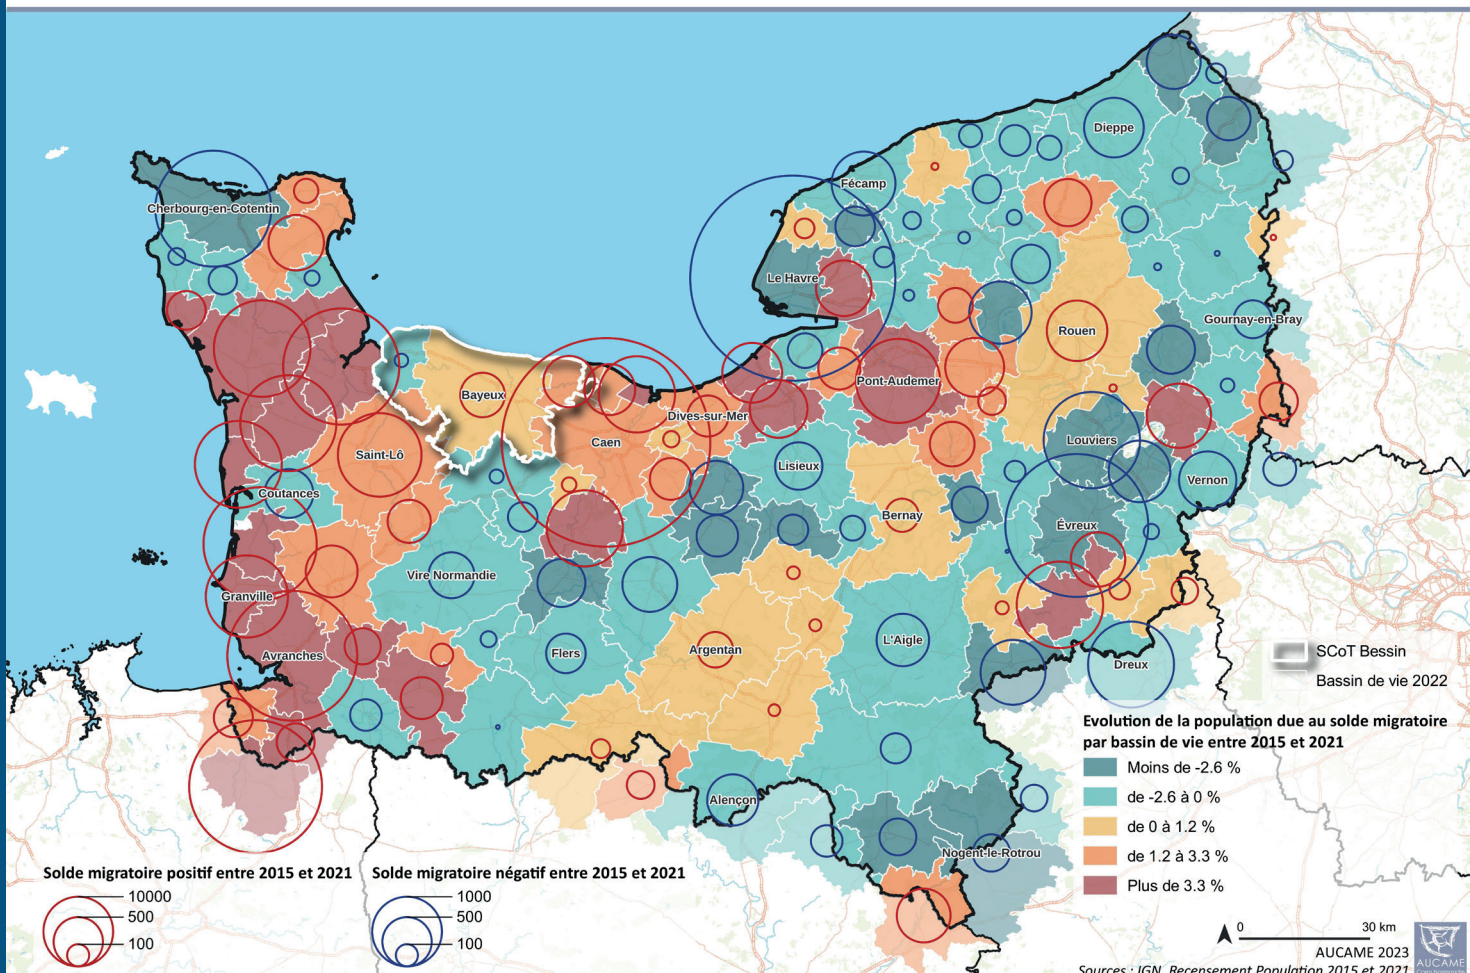 Dieppe
Fécamp
Cherbourg-en-Cotentin
Le Havre
Gournay-en-Bray
Rouen
Pont-Audemer
Bayeux
Dives-sur-Mer
Caen
Louviers
Saint-Lô
Lisieux
Vernon
Coutances
Bernay
Évreux
Vire Normandie
Granville
L'Aigle
Flers
Argentan
Avranches
Dreux
Alençon
Nogent-le-Rotrou
SCoT Bessin
Bassin de vie 2022
Evolution de la population due au solde migratoire
par bassin de vie entre 2015 et 2021
Moins de -2.6 %
de -2.6 à 0 %
de 0 à 1.2 %
de 1.2 à 3.3 %
Plus de 3.3 %
Solde migratoire positif entre 2015 et 2021
10000
500
100
Solde migratoire négatif entre 2015 et 2021
1000
500
100
0 30 km
AUCAME 2023
AUCAME
Sources : IGN, Recensement Population 2015 et 2021